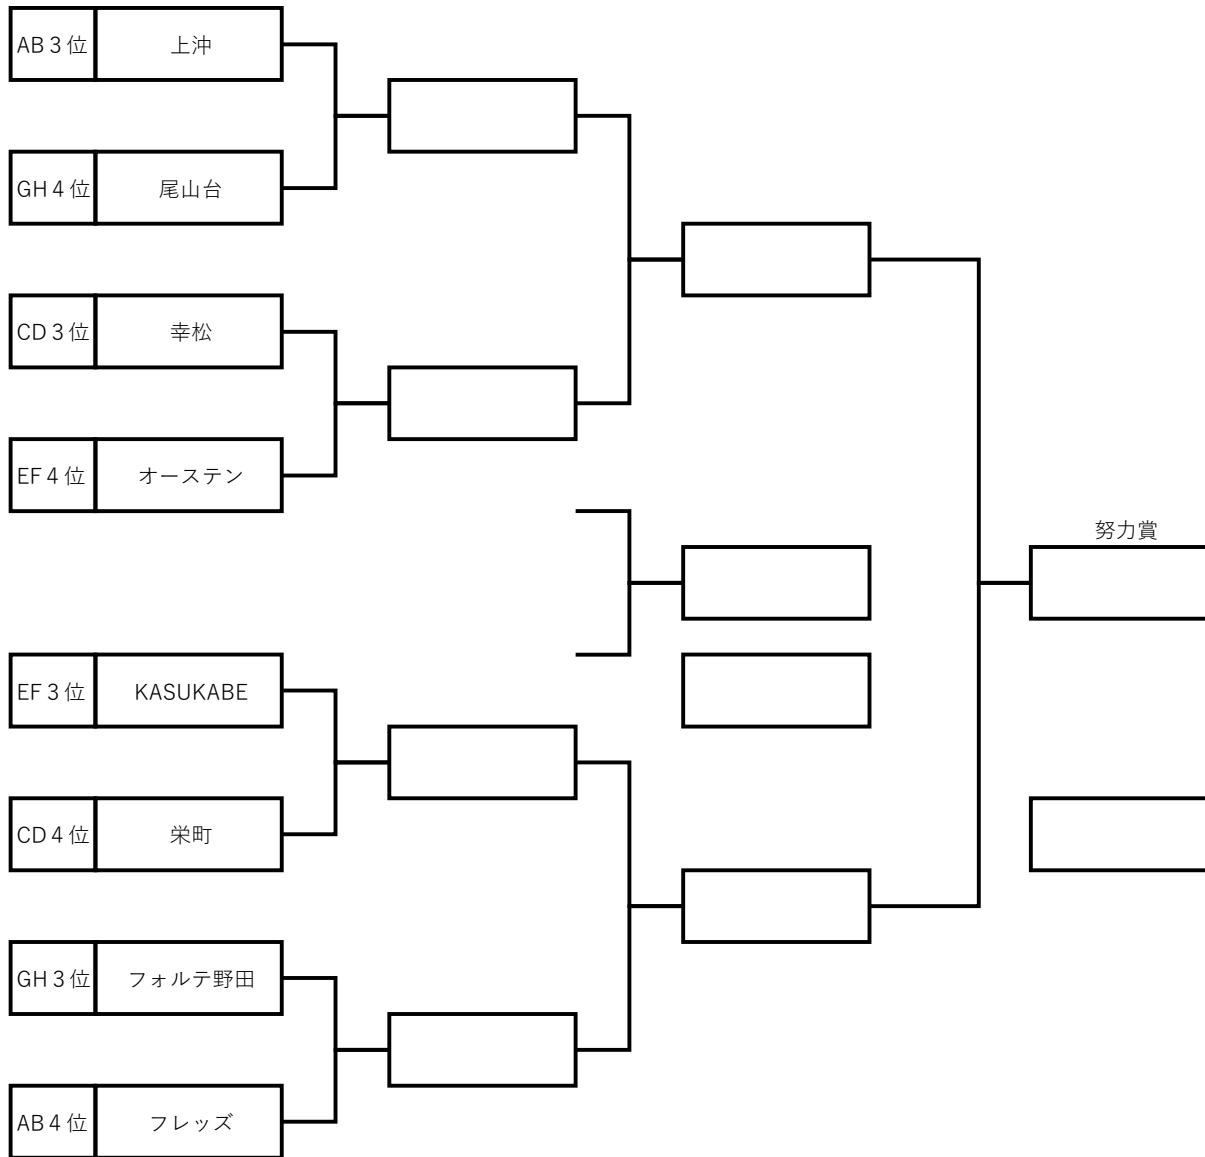 AB 3 位 上沖
GH 4 位 尾山台
CD 3 位 幸松
EF 4 位 オーステン
努力賞
EF 3 位 KASUKABE
CD 4 位 栄町
GH 3 位 フォルテ野田
AB 4 位 フレッズ